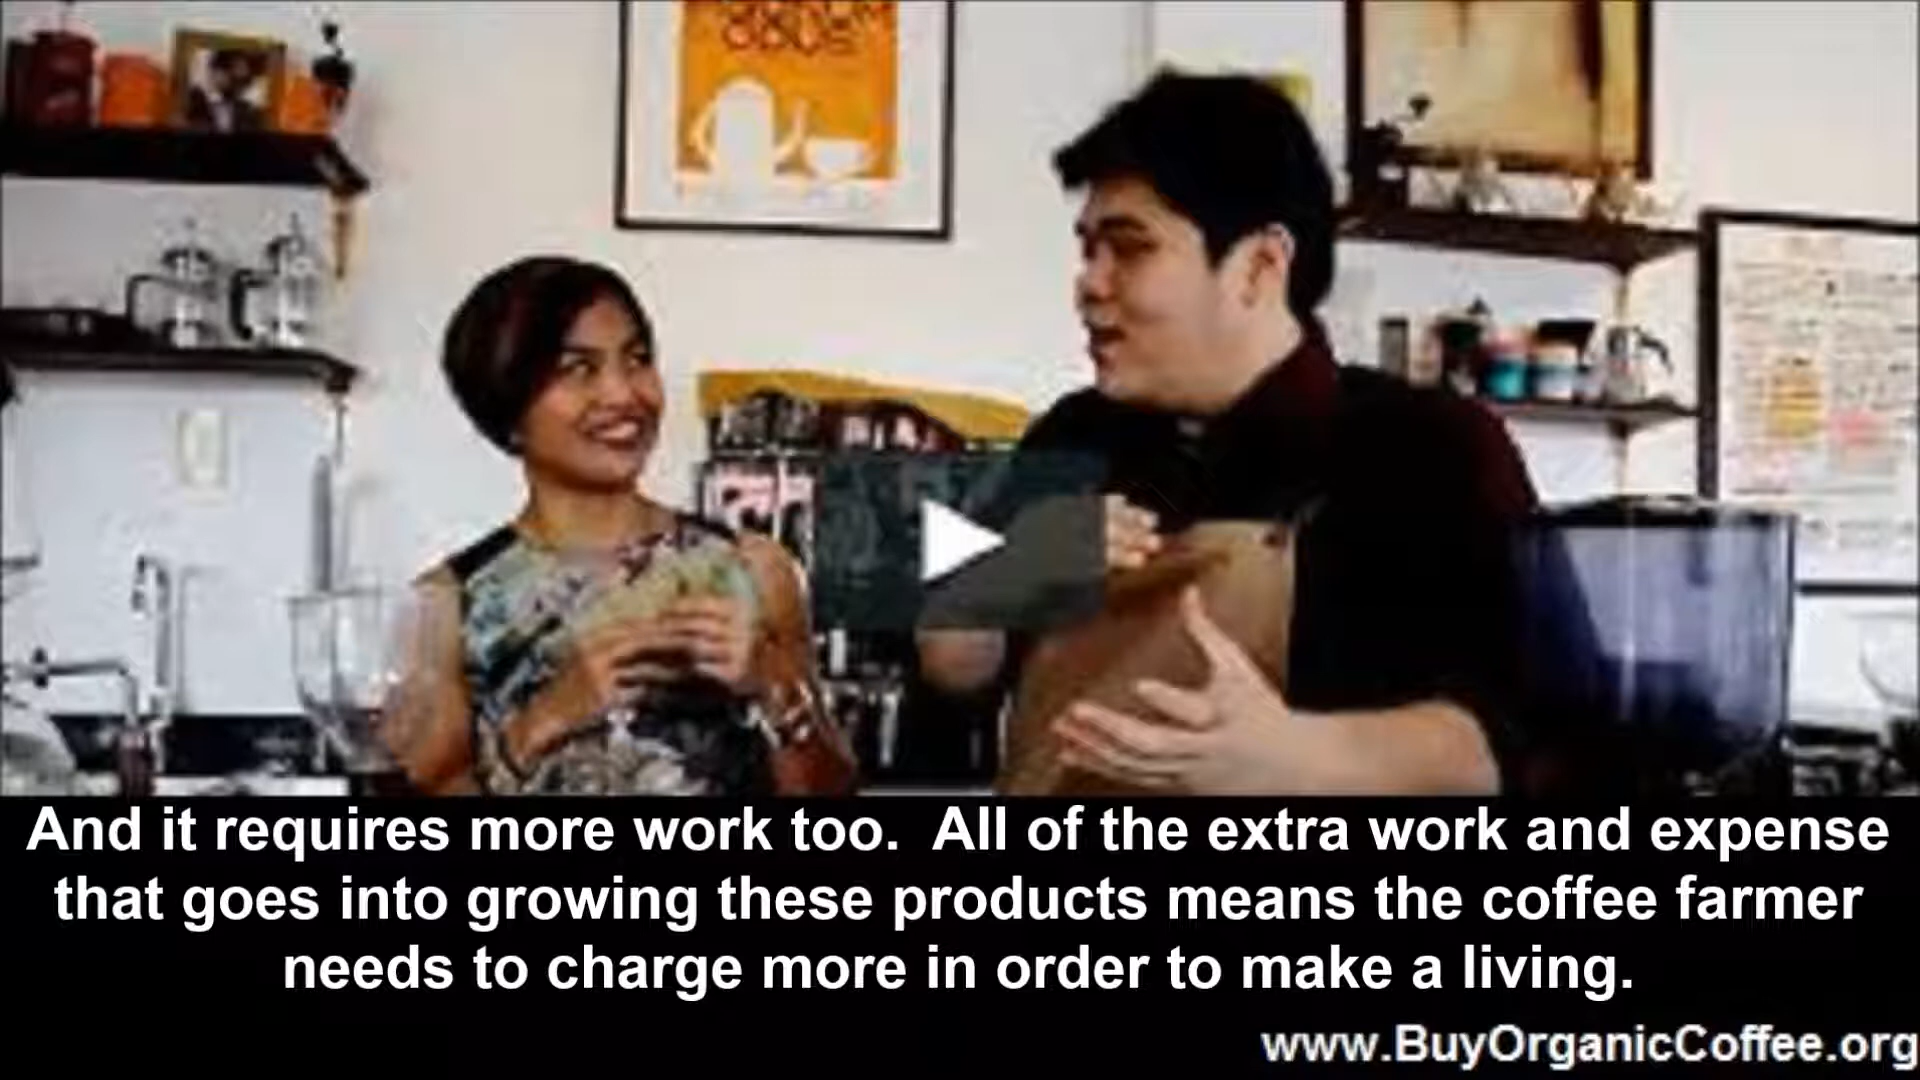 And it requires more work too.  All of the extra work and expense
that goes into growing these products means the coffee farmer
needs to charge more in order to make a living.
www.BuyOrganicCoffee.org